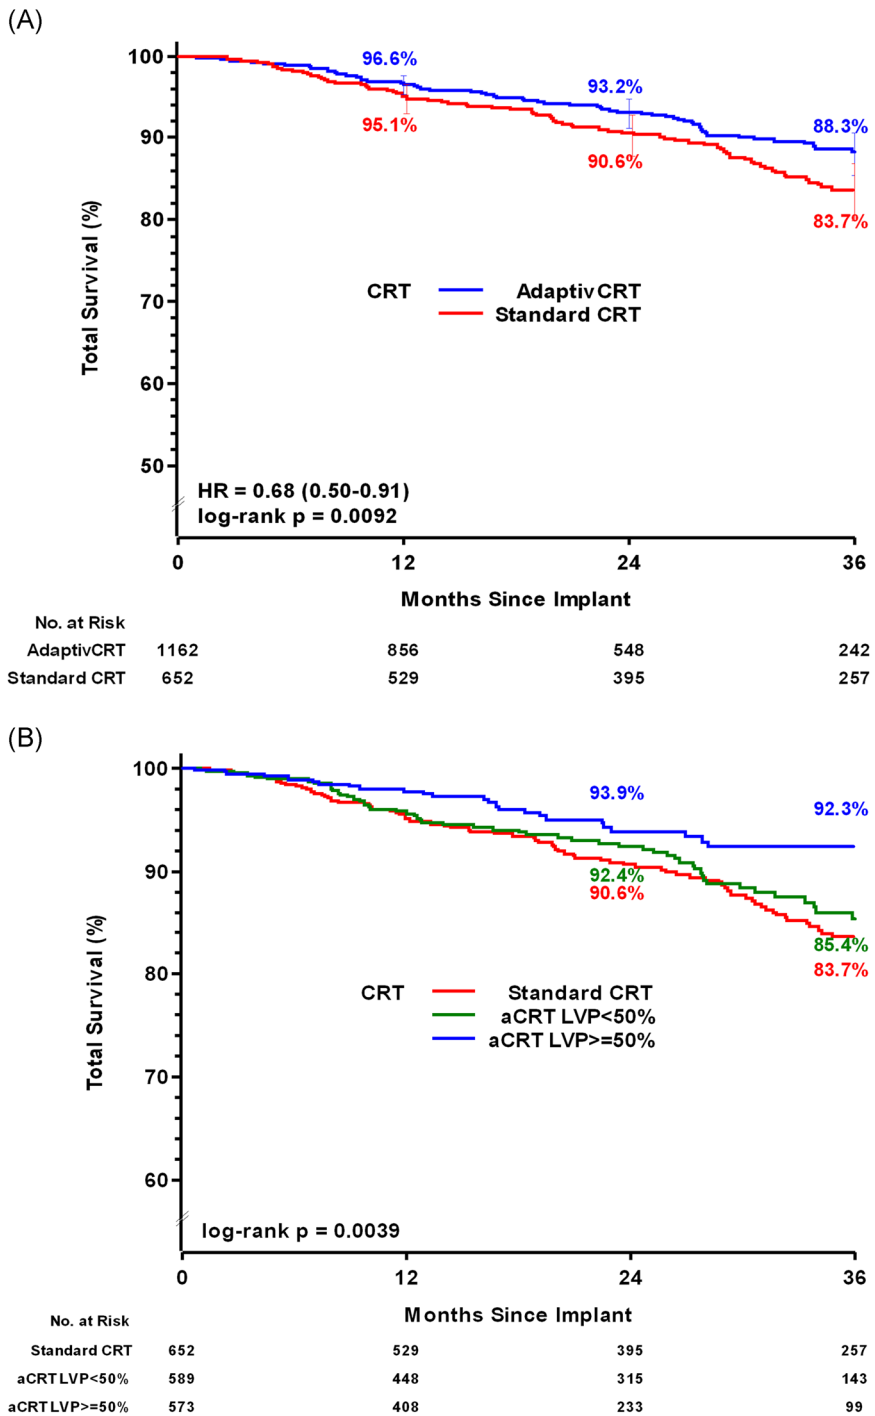 (A)
100
90
80
70
60
50
Total Survival (%)
96.6%
93.2%
88.3%
95.1%
90.6%
83.7%
CRT
AdaptivCRT
Standard CRT
HR = 0.68 (0.50-0.91)
log-rank p = 0.0092
0 12 24 36
Months Since Implant
No. at Risk
AdaptivCRT 1162 856 548 242
Standard CRT 652 529 395 257
(B)
100
90
80
70
60
Total Survival (%)
93.9%
92.3%
92.4%
90.6%
85.4%
83.7%
CRT
Standard CRT
aCRT LVP<50%
aCRT LVP>=50%
log-rank p = 0.0039
0 12 24 36
Months Since Implant
No. at Risk
Standard CRT 652 529 395 257
aCRT LVP<50% 589 448 315 143
aCRT LVP>=50% 573 408 233 99